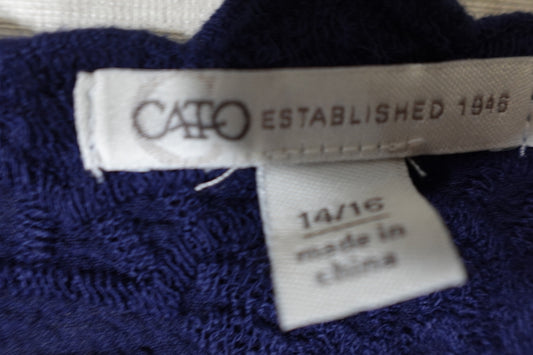 CATO ESTABLISHED 1946
14/16
made in
china